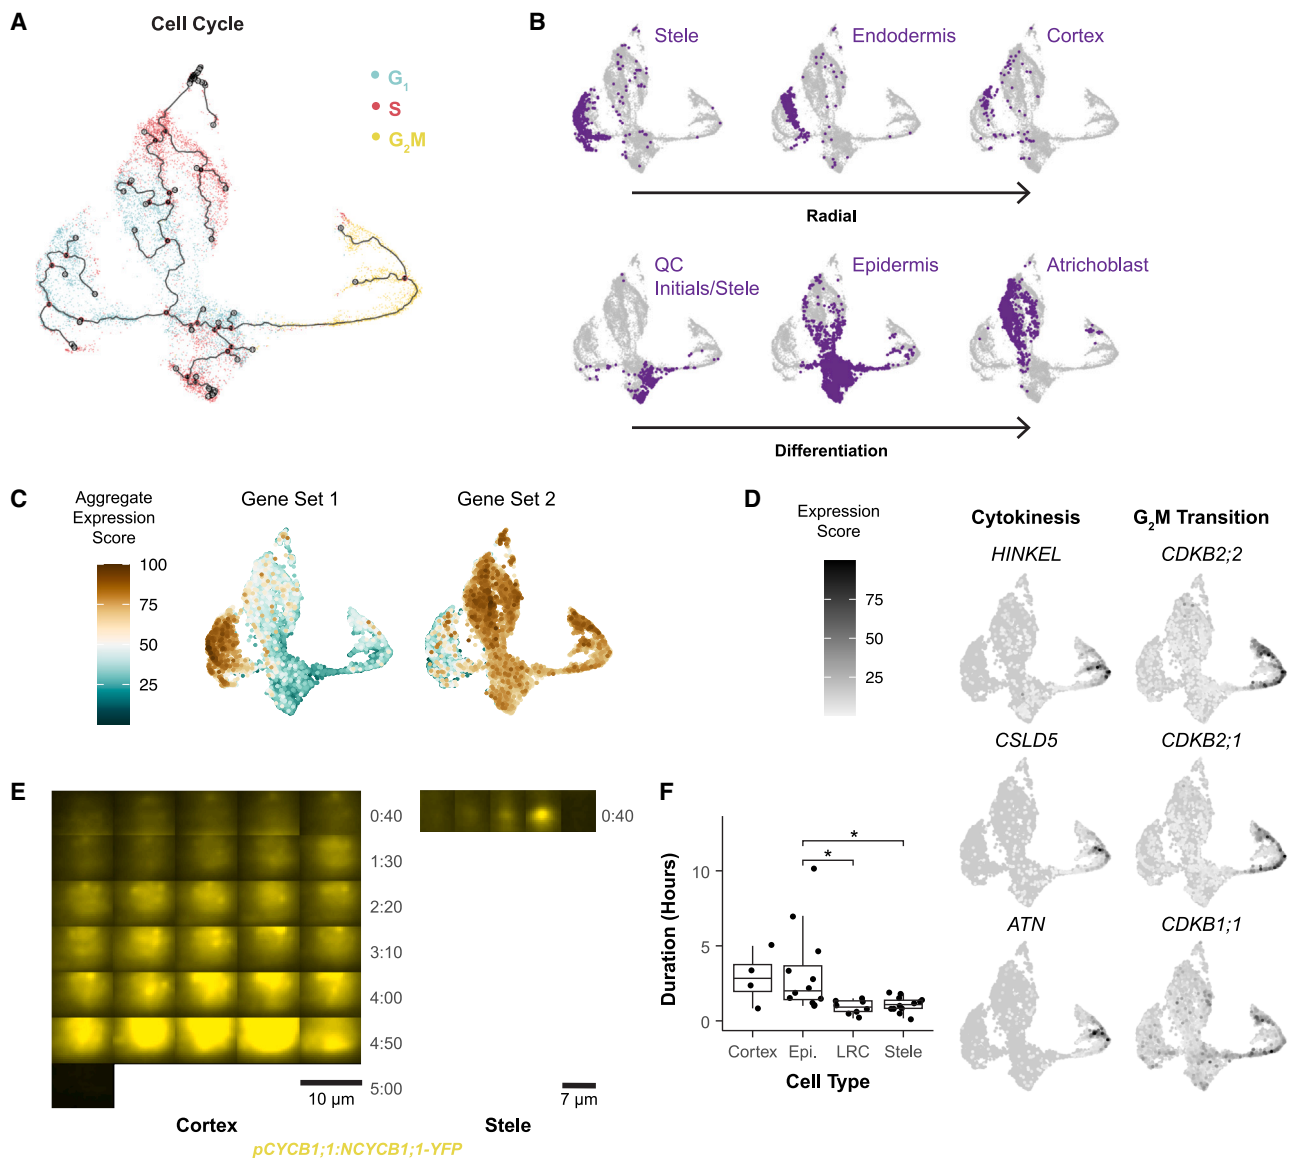 A
Cell Cycle
G1
S
G2M
B
Stele
Endodermis
Cortex
Radial
QC
Initials/Stele
Epidermis
Atrichoblast
Differentiation
C
Aggregate
Expression
Score
100
75
50
25
Gene Set 1
Gene Set 2
D
Expression
Score
75
50
25
Cytokinesis
G2M Transition
HINKEL
CDKB2;2
CSLD5
CDKB2;1
ATN
CDKB1;1
E
0:40
1:30
2:20
3:10
4:00
4:50
5:00
10 µm
Cortex
0:40
7 µm
Stele
pCYCB1;1:NCYCB1;1-YFP
F
Duration (Hours)
10
5
0
*
*
Cortex
Epi.
LRC
Stele
Cell Type